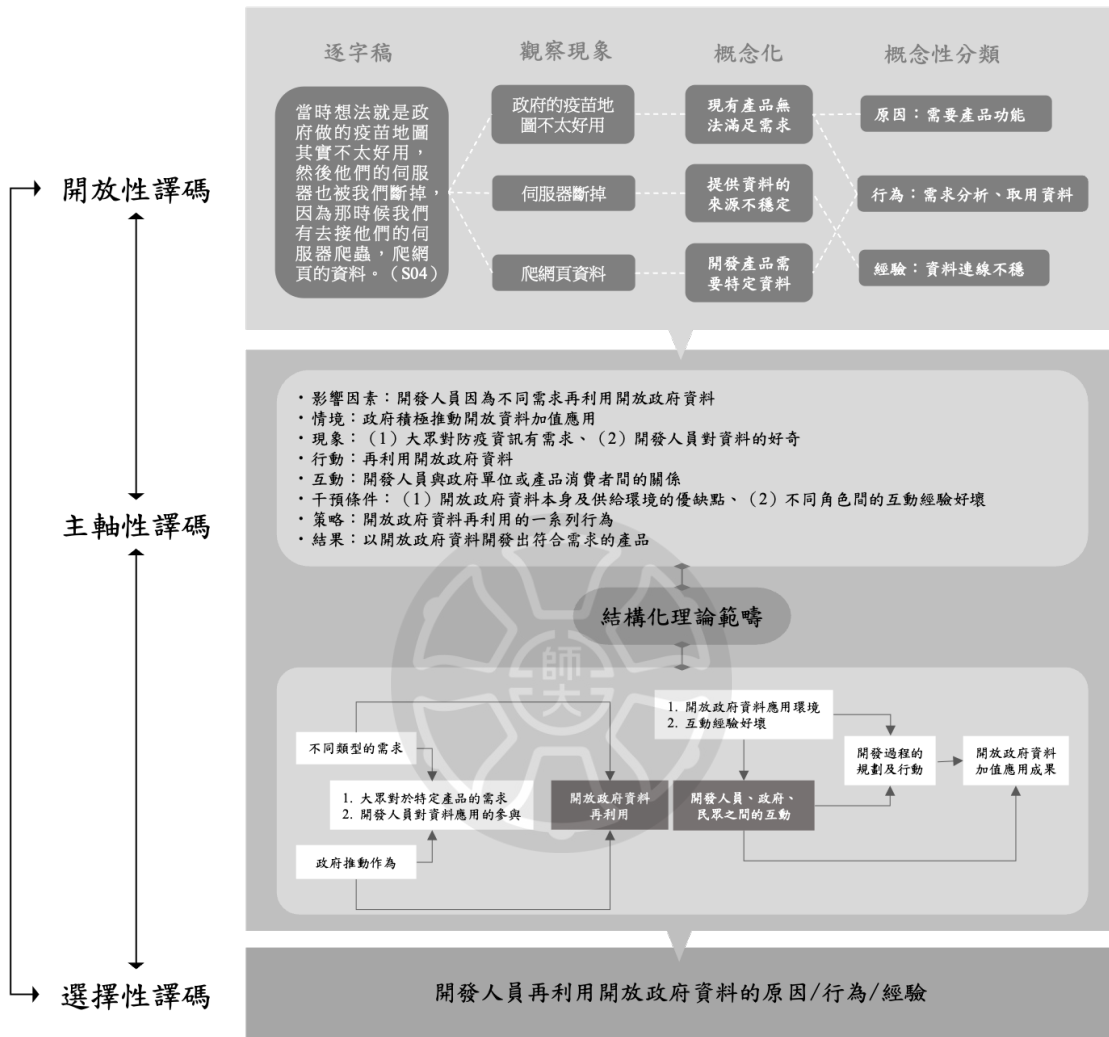 逐字稿
觀察現象
概念化
概念性分類
當時想法就是政
府做的疫苗地圖
其實不太好用，
然後他們的伺服
器也被我們斷掉，
因為那時候我們
有去接他們的伺
服器爬蟲，爬網
頁的資料。（S04）
政府的疫苗地
圖不太好用
伺服器斷掉
爬網頁資料
現有產品無
法滿足需求
提供資料的
來源不穩定
開發產品需
要特定資料
原因：需要產品功能
行為：需求分析、取用資料
經驗：資料連線不穩
開放性譯碼
・影響因素：開發人員因為不同需求再利用開放政府資料
・情境：政府積極推動開放資料加值應用
・現象：（1）大眾對防疫資訊有需求、（2）開發人員對資料的好奇
・行動：再利用開放政府資料
・互動：開發人員與政府單位或產品消費者間的關係
・干預條件：（1）開放政府資料本身及供給環境的優缺點、（2）不同角色間的互動經驗好壞
・策略：開放政府資料再利用的一系列行為
・結果：以開放政府資料開發出符合需求的產品
主軸性譯碼
結構化理論範疇
師大
不同類型的需求
1. 大眾對於特定產品的需求
2. 開發人員對資料應用的參與
政府推動作為
開放政府資料
再利用
1. 開放政府資料應用環境
2. 互動經驗好壞
開發人員、政府、
民眾之間的互動
開發過程的
規劃及行動
開放政府資料
加值應用成果
選擇性譯碼
開發人員再利用開放政府資料的原因/行為/經驗